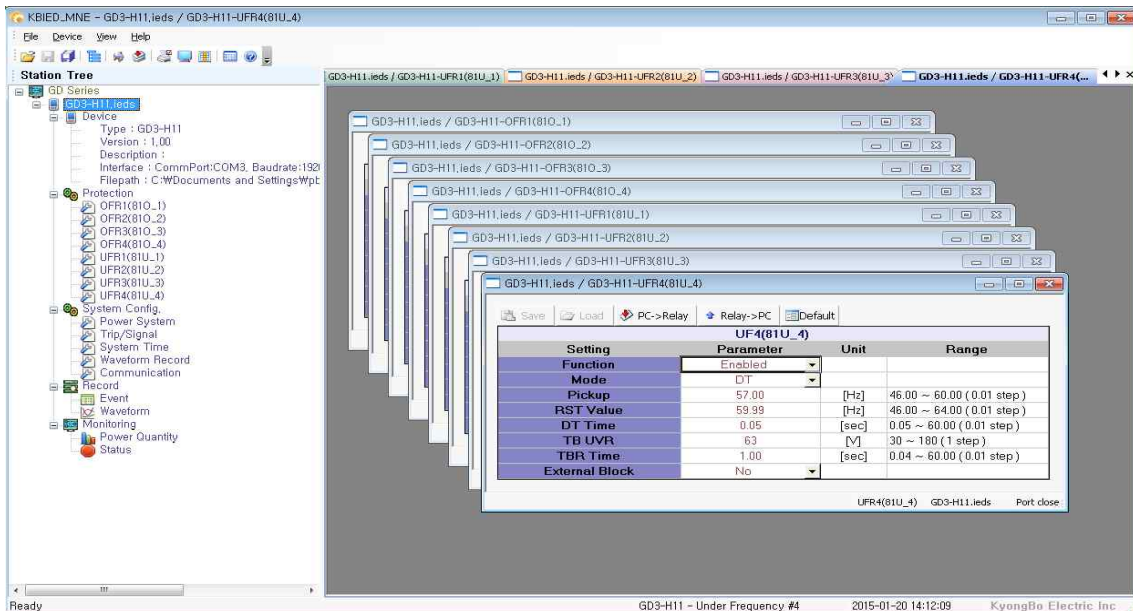 KBIED_MNE - GD3-H11.ieds / GD3-H11-UFR4(81U_4)
File Device View Help
Station Tree
GD3-H11.ieds / GD3-H11-UFR1(81U_1) GD3-H11.ieds / GD3-H11-UFR2(81U_2) GD3-H11.ieds / GD3-H11-UFR3(81U_3) GD3-H11.ieds / GD3-H11-UFR4(...
GD Series
GD3-H11.ieds
Device
Type : GD3-H11
Version : 1.00
Description :
Interface : CommPort:COM3, Baudrate:192
Filepath : C:₩Documents and Settings₩pb
Protection
OFR1(81O_1)
OFR2(81O_2)
OFR3(81O_3)
OFR4(81O_4)
UFR1(81U_1)
UFR2(81U_2)
UFR3(81U_3)
UFR4(81U_4)
System Config.
Power System
Trip/Signal
System Time
Waveform Record
Communication
Record
Event
Waveform
Monitoring
Power Quantity
Status
GD3-H11.ieds / GD3-H11-OFR1(81O_1)
GD3-H11.ieds / GD3-H11-OFR2(81O_2)
GD3-H11.ieds / GD3-H11-OFR3(81O_3)
GD3-H11.ieds / GD3-H11-OFR4(81O_4)
GD3-H11.ieds / GD3-H11-UFR1(81U_1)
GD3-H11.ieds / GD3-H11-UFR2(81U_2)
GD3-H11.ieds / GD3-H11-UFR3(81U_3)
GD3-H11.ieds / GD3-H11-UFR4(81U_4)
Save Load PC->Relay Relay->PC Default
UF4(81U_4)
Setting Parameter Unit Range
Function Enabled
Mode DT
Pickup 57.00 [Hz] 46.00 ~ 60.00 ( 0.01 step )
RST Value 59.99 [Hz] 46.00 ~ 64.00 ( 0.01 step )
DT Time 0.05 [sec] 0.05 ~ 60.00 ( 0.01 step )
TB UVR 63 [V] 30 ~ 180 ( 1 step )
TBR Time 1.00 [sec] 0.04 ~ 60.00 ( 0.01 step )
External Block No
UFR4(81U_4) GD3-H11.ieds Port close
Ready GD3-H11 - Under Frequency #4 2015-01-20 14:12:09 KyongBo Electric Inc